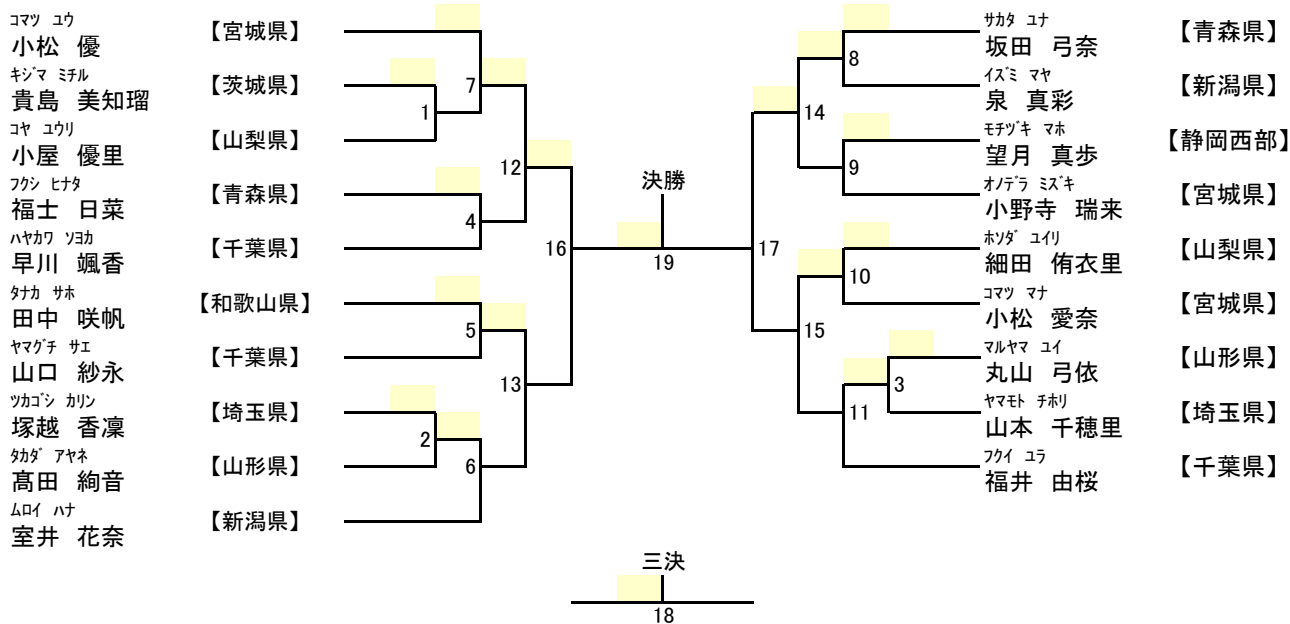 コマツ ユウ
小松 優 【宮城県】
キジマ ミチル
貴島 美知瑠 【茨城県】
コヤ ユウリ
小屋 優里 【山梨県】
フクシ ヒナタ
福士 日菜 【青森県】
ハヤカワ ソヨカ
早川 颯香 【千葉県】
タナカ サホ
田中 咲帆 【和歌山県】
ヤマグチ サエ
山口 紗永 【千葉県】
ツカゴシ カリン
塚越 香凜 【埼玉県】
タカダ アヤネ
髙田 絢音 【山形県】
ムロイ ハナ
室井 花奈 【新潟県】
7
1
12
4
16
5
13
2
6
決勝
19
8
14
9
17
10
15
3
11
サカタ ユナ
坂田 弓奈 【青森県】
イズミ マヤ
泉 真彩 【新潟県】
モチヅキ マホ
望月 真歩 【静岡西部】
オノデラ ミズキ
小野寺 瑞来 【宮城県】
ホソダ ユイリ
細田 侑衣里 【山梨県】
コマツ マナ
小松 愛奈 【宮城県】
マルヤマ ユイ
丸山 弓依 【山形県】
ヤマモト チホリ
山本 千穂里 【埼玉県】
フクイ ユラ
福井 由桜 【千葉県】
三決
18